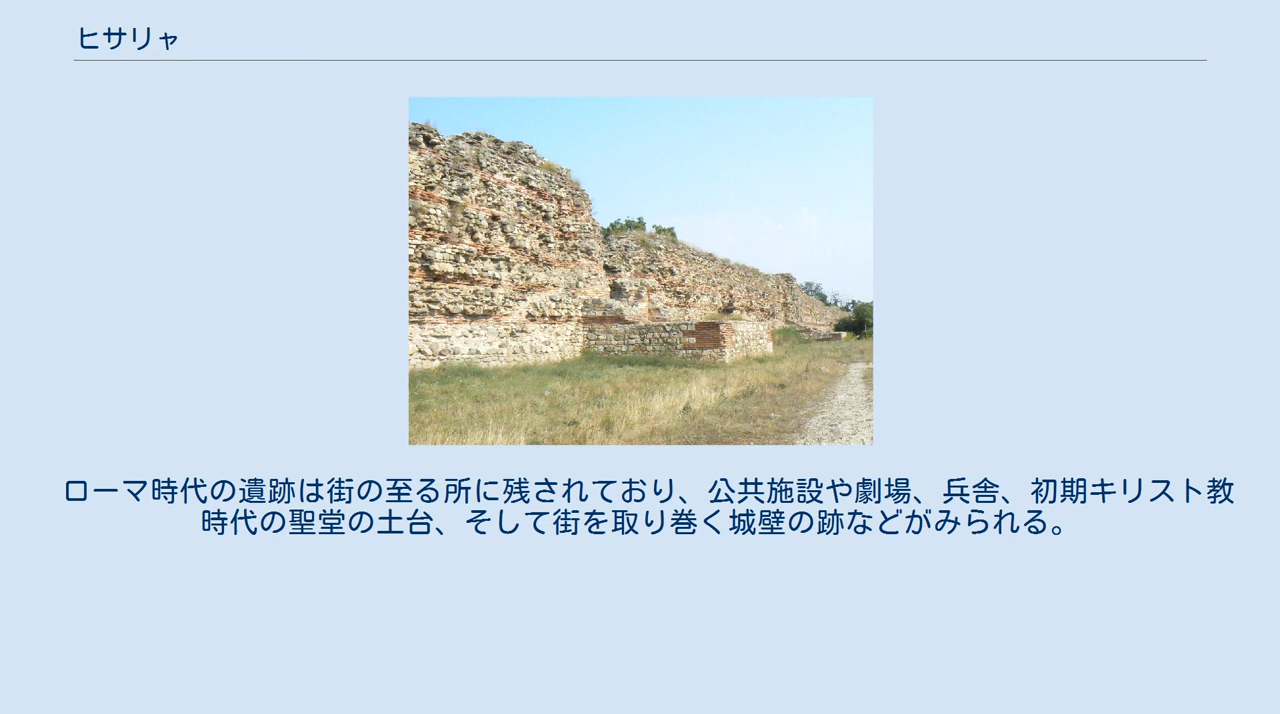 ヒサリャ
ローマ時代の遺跡は街の至る所に残されており、公共施設や劇場、兵舎、初期キリスト教
時代の聖堂の土台、そして街を取り巻く城壁の跡などがみられる。